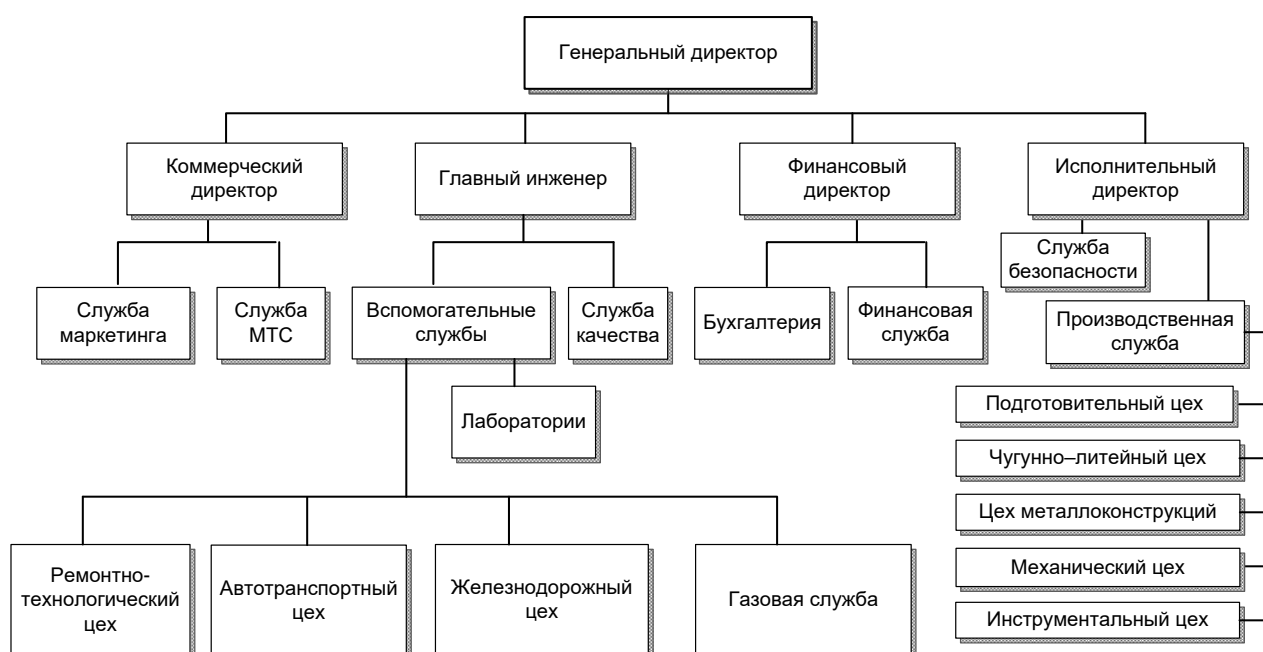 Генеральный директор
Коммерческий
директор
Главный инженер
Финансовый
директор
Исполнительный
директор
Служба
безопасности
Служба
маркетинга
Служба
МТС
Вспомогательные
службы
Служба
качества
Бухгалтерия
Финансовая
служба
Производственная
служба
Лаборатории
Подготовительный цех
Чугунно–литейный цех
Цех металлоконструкций
Механический цех
Инструментальный цех
Ремонтно-
технологический
цех
Автотранспортный
цех
Железнодорожный
цех
Газовая служба